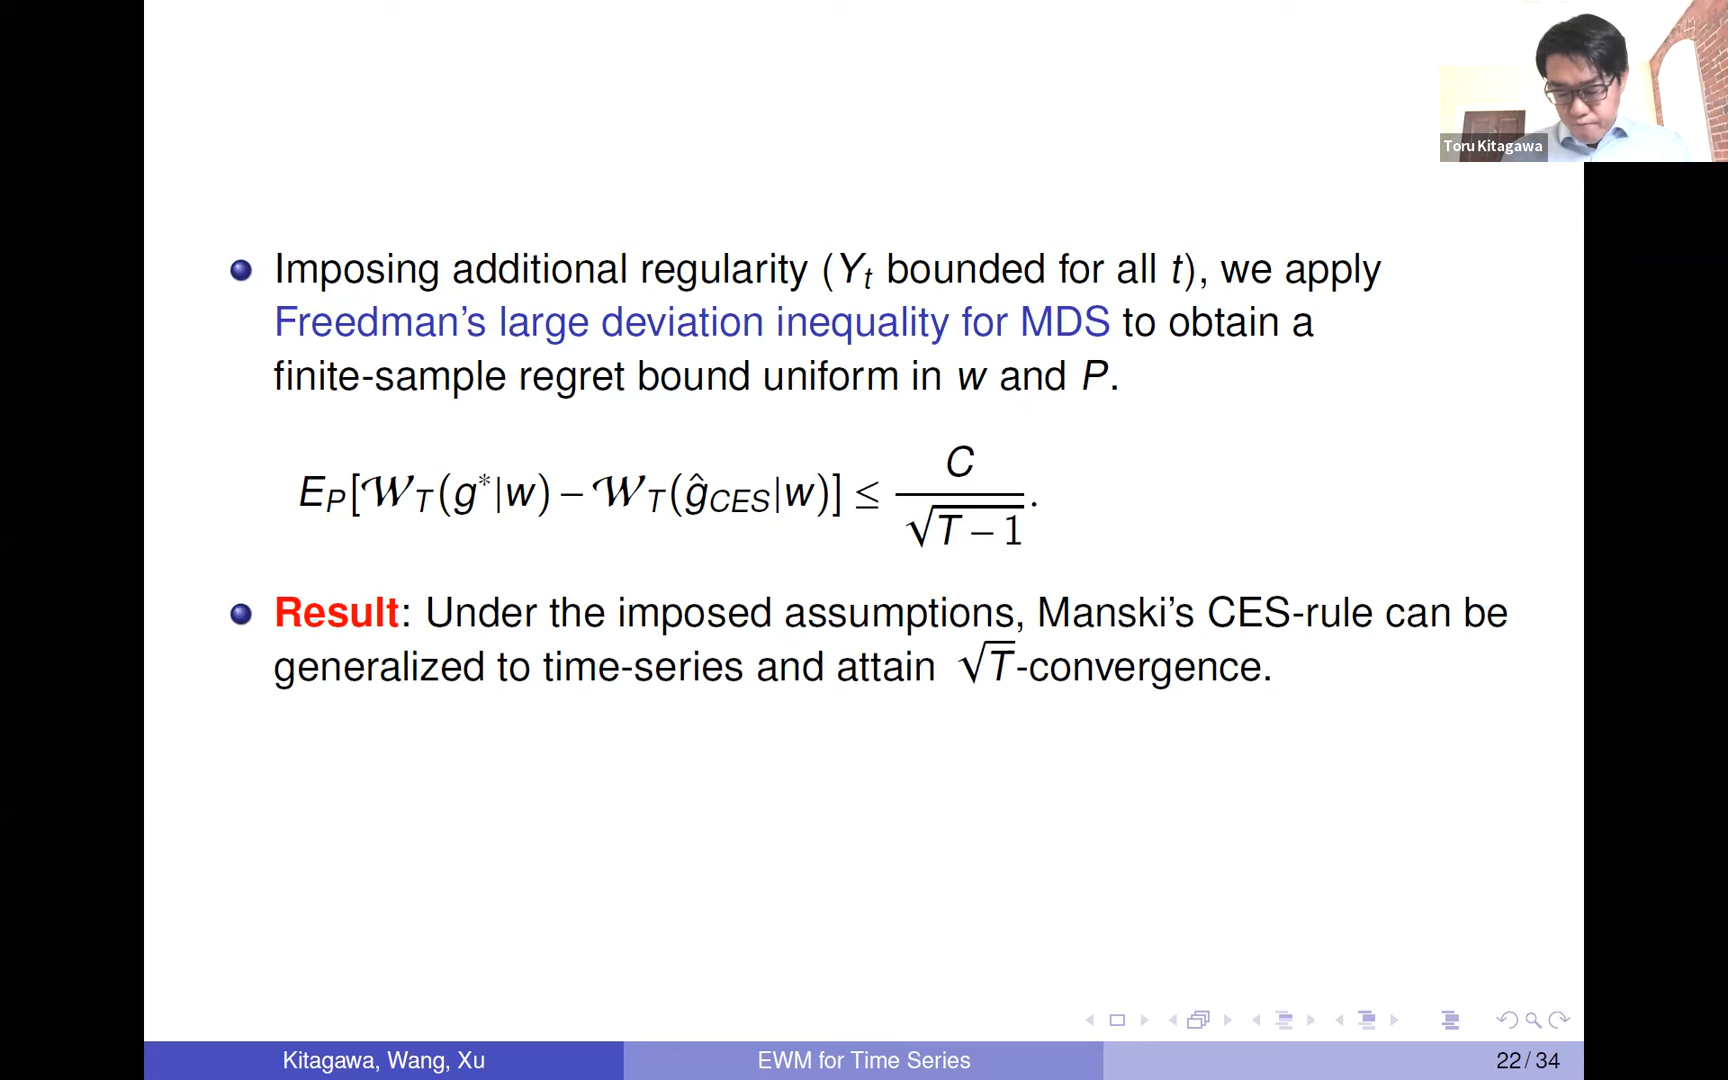 Toru Kitagawa
Imposing additional regularity (Y_t bounded for all t), we apply
Freedman's large deviation inequality for MDS to obtain a
finite-sample regret bound uniform in w and P.
E_P[𝒲_T(g*|w) – 𝒲_T(ĝ_CES|w)] ≤ C/√(T – 1).
Result: Under the imposed assumptions, Manski's CES-rule can be
generalized to time-series and attain √T-convergence.
Kitagawa, Wang, Xu
EWM for Time Series
22 / 34